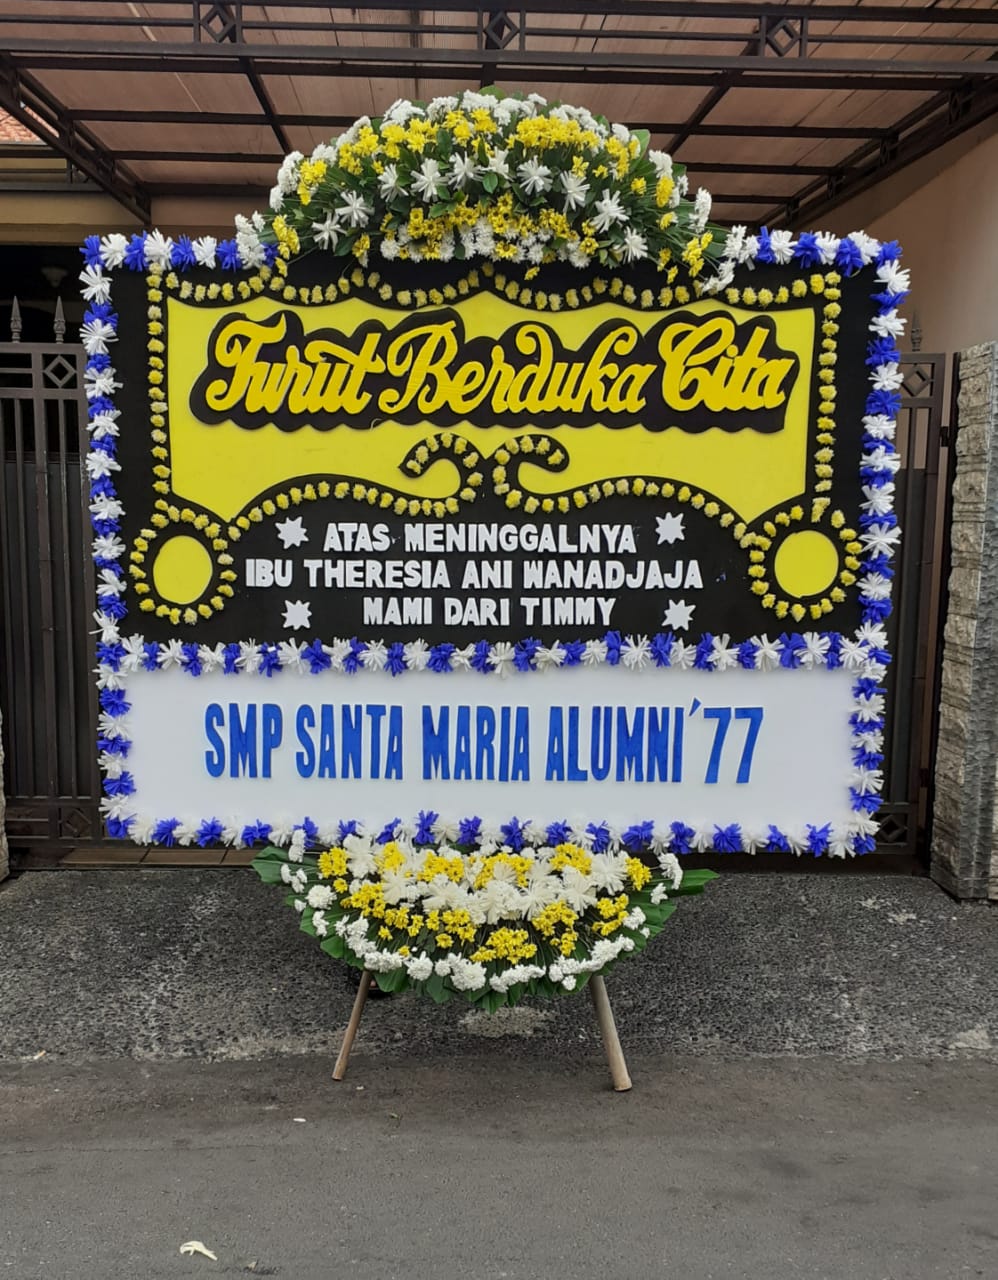 Turut Berduka Cita
ATAS MENINGGALNYA
IBU THERESIA ANI WANADJAJA
MAMI DARI TIMMY
SMP SANTA MARIA ALUMNI'77